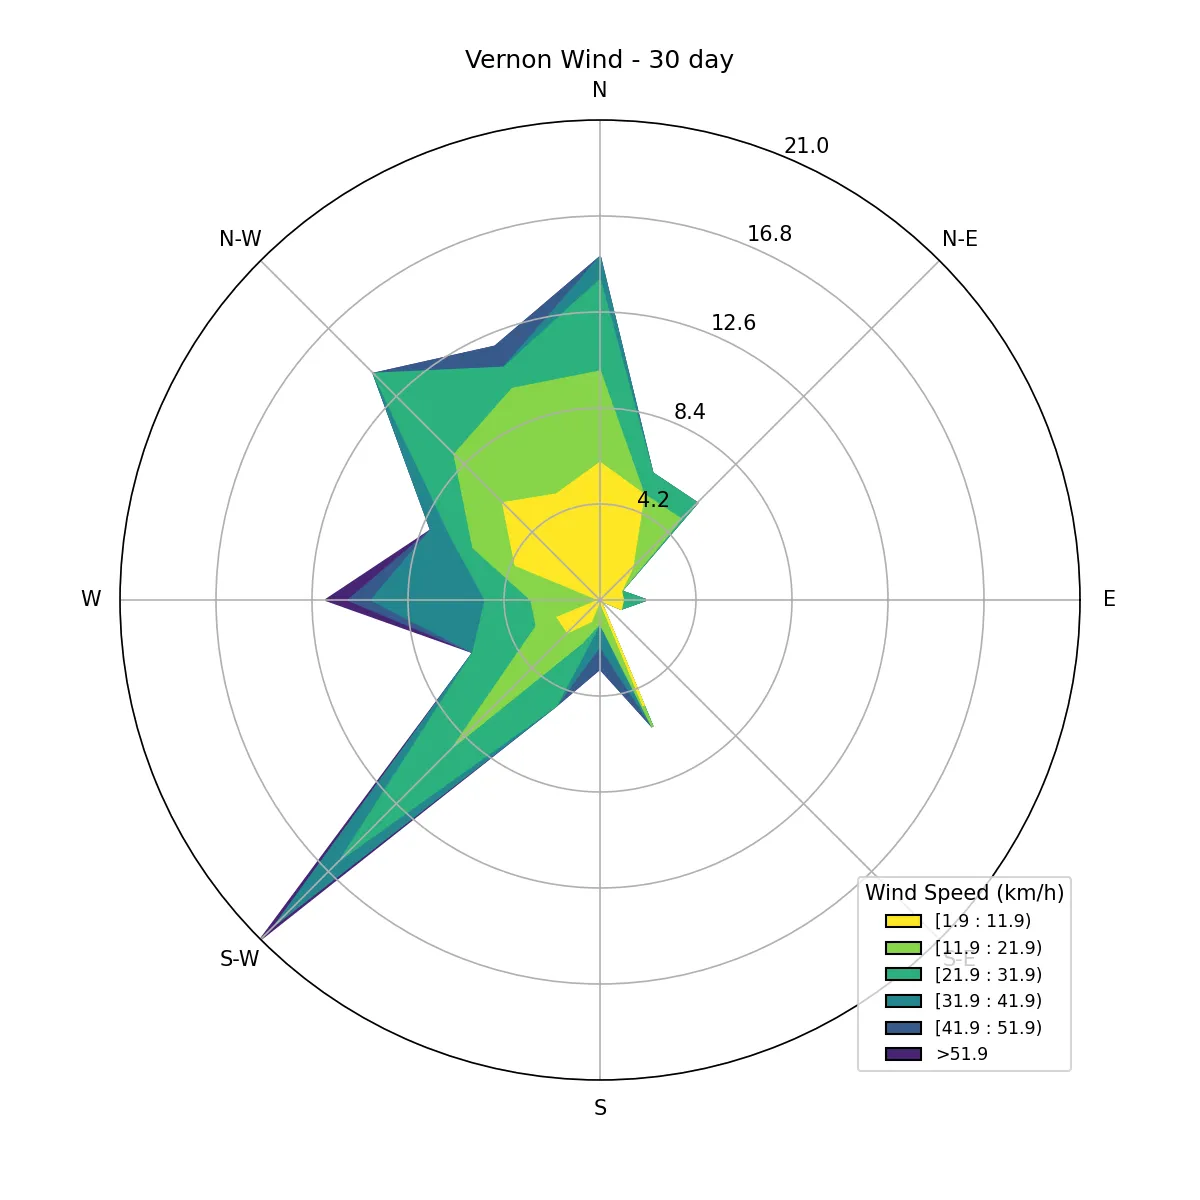 Vernon Wind - 30 day
N
21.0
16.8
N-W
N-E
12.6
8.4
4.2
W
E
Wind Speed (km/h)
[1.9 : 11.9)
[11.9 : 21.9)
S-W
S-E
[21.9 : 31.9)
[31.9 : 41.9)
[41.9 : 51.9)
>51.9
S